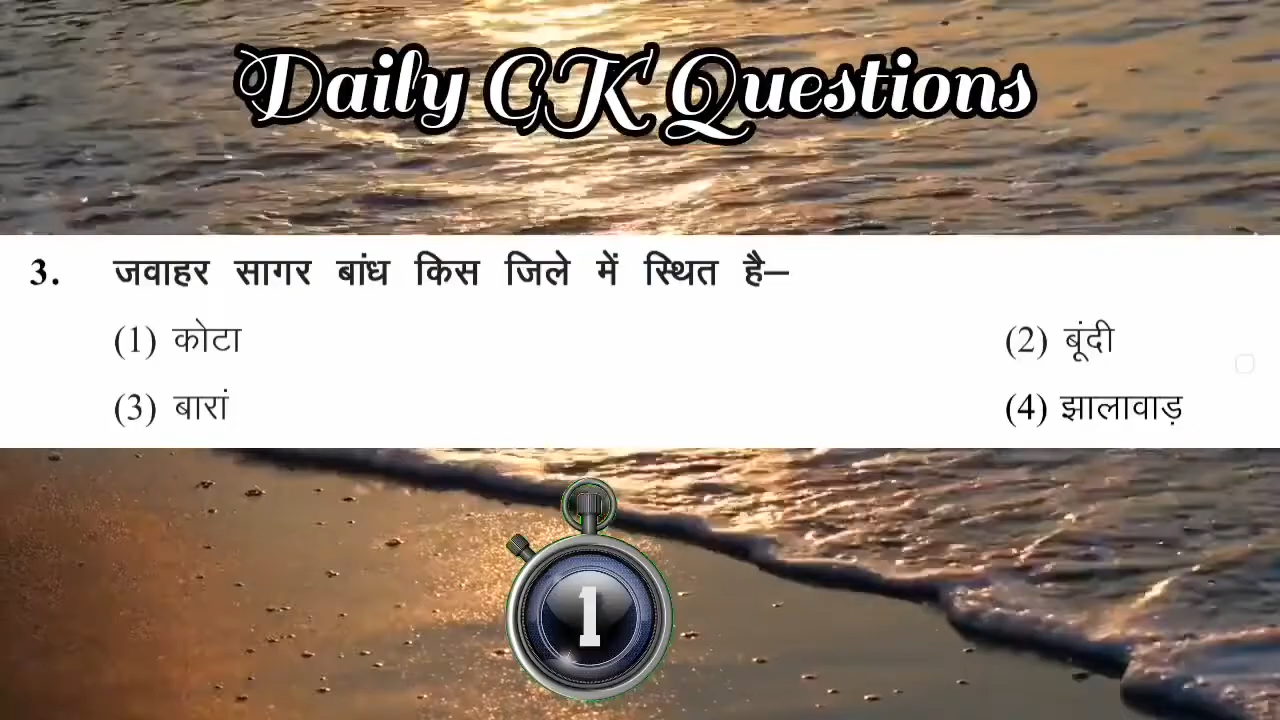 Daily GK Questions
3. जवाहर सागर बांध किस जिले में स्थित है–
(1) कोटा (2) बूंदी
(3) बारां (4) झालावाड़
1